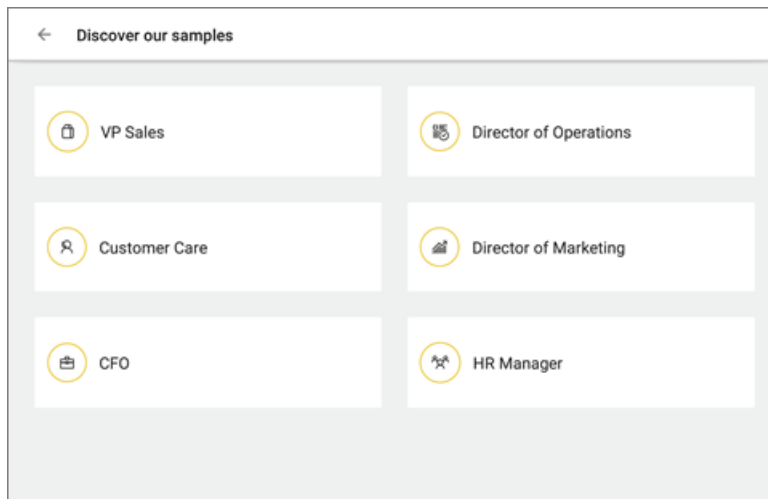 Discover our samples
VP Sales
Director of Operations
Customer Care
Director of Marketing
CFO
HR Manager